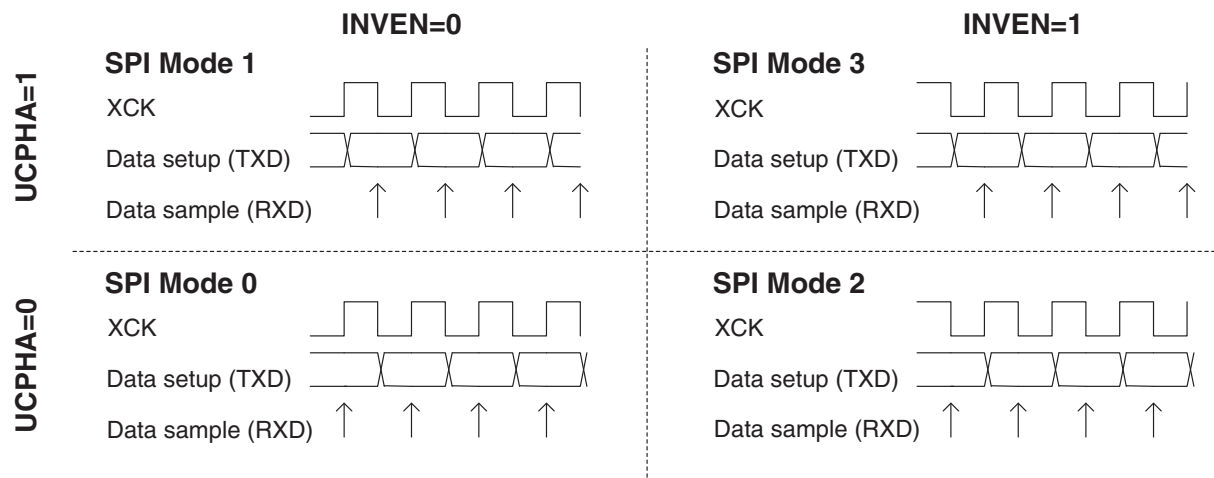 INVEN=0
INVEN=1
UCPHA=1
SPI Mode 1
XCK
Data setup (TXD)
Data sample (RXD)
SPI Mode 3
XCK
Data setup (TXD)
Data sample (RXD)
UCPHA=0
SPI Mode 0
XCK
Data setup (TXD)
Data sample (RXD)
SPI Mode 2
XCK
Data setup (TXD)
Data sample (RXD)